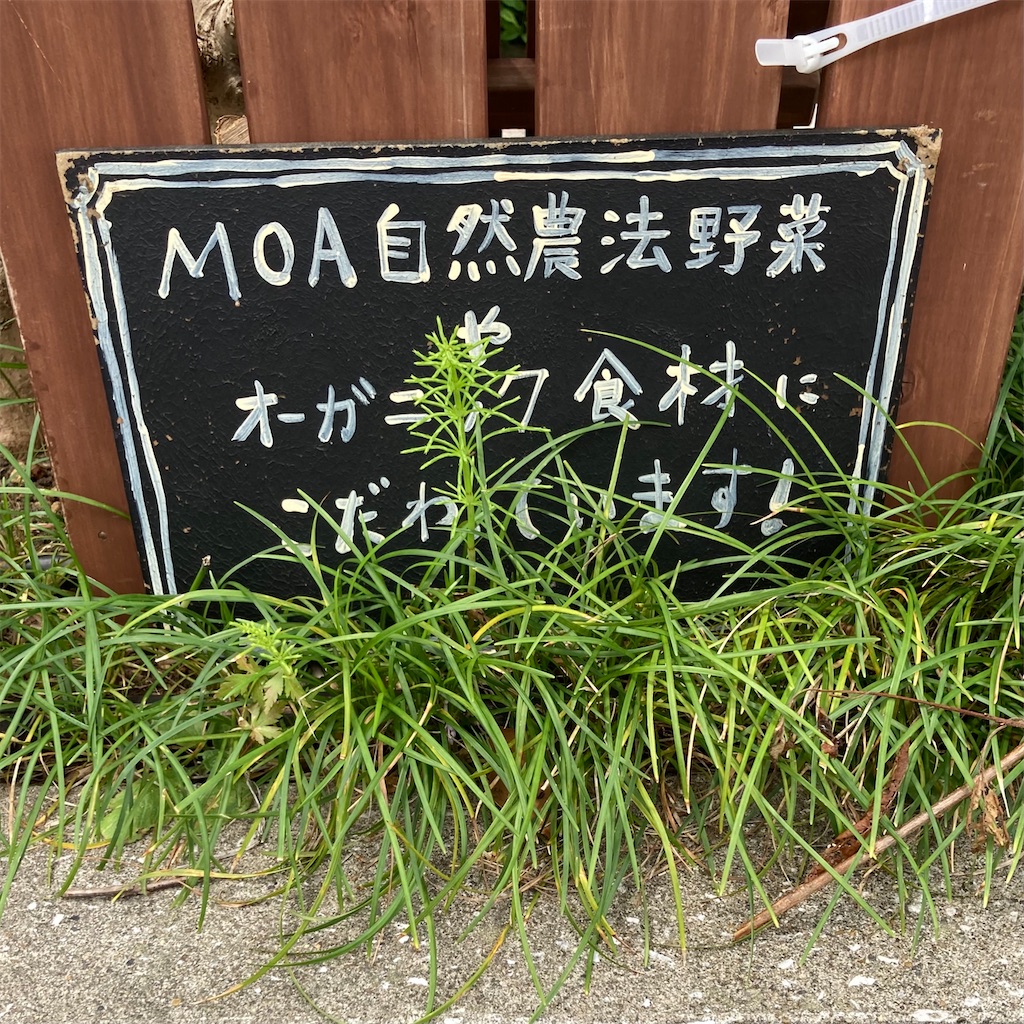 MOA自然農法野菜
や
オーガニック食材に
こだわています!